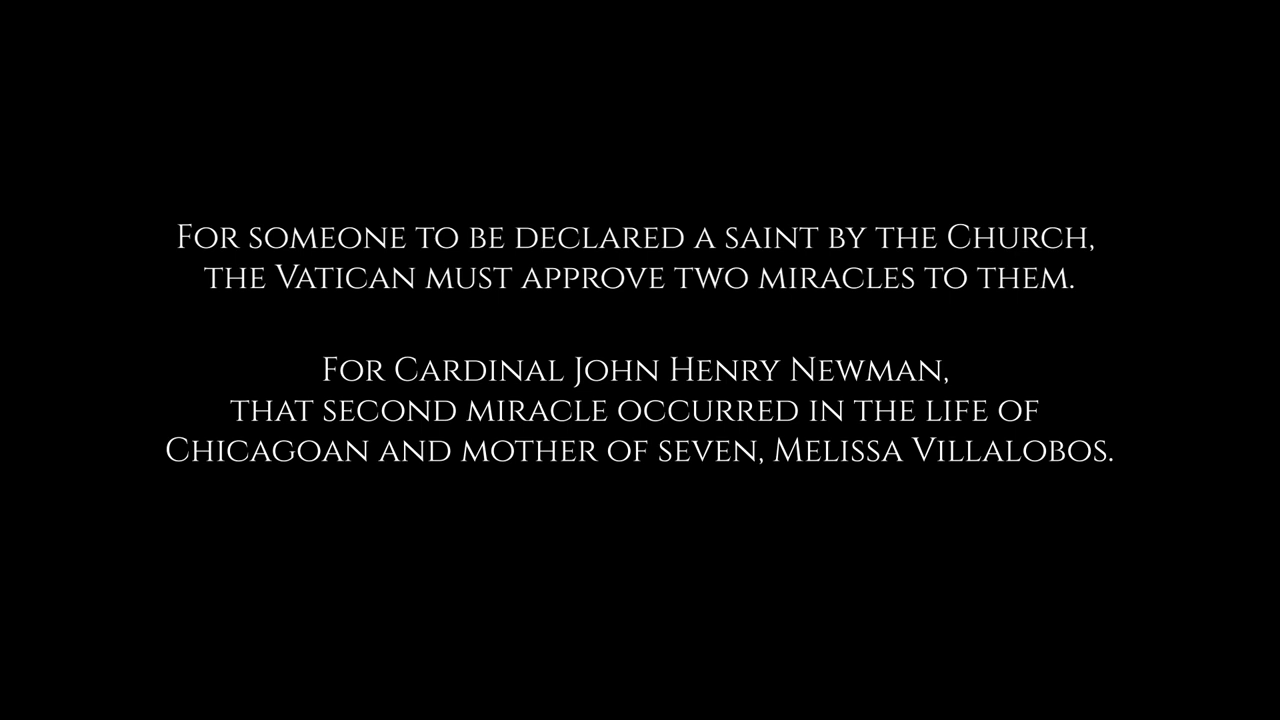 For someone to be declared a saint by the Church,
the Vatican must approve two miracles to them.
For Cardinal John Henry Newman,
that second miracle occurred in the life of
Chicagoan and mother of seven, Melissa Villalobos.